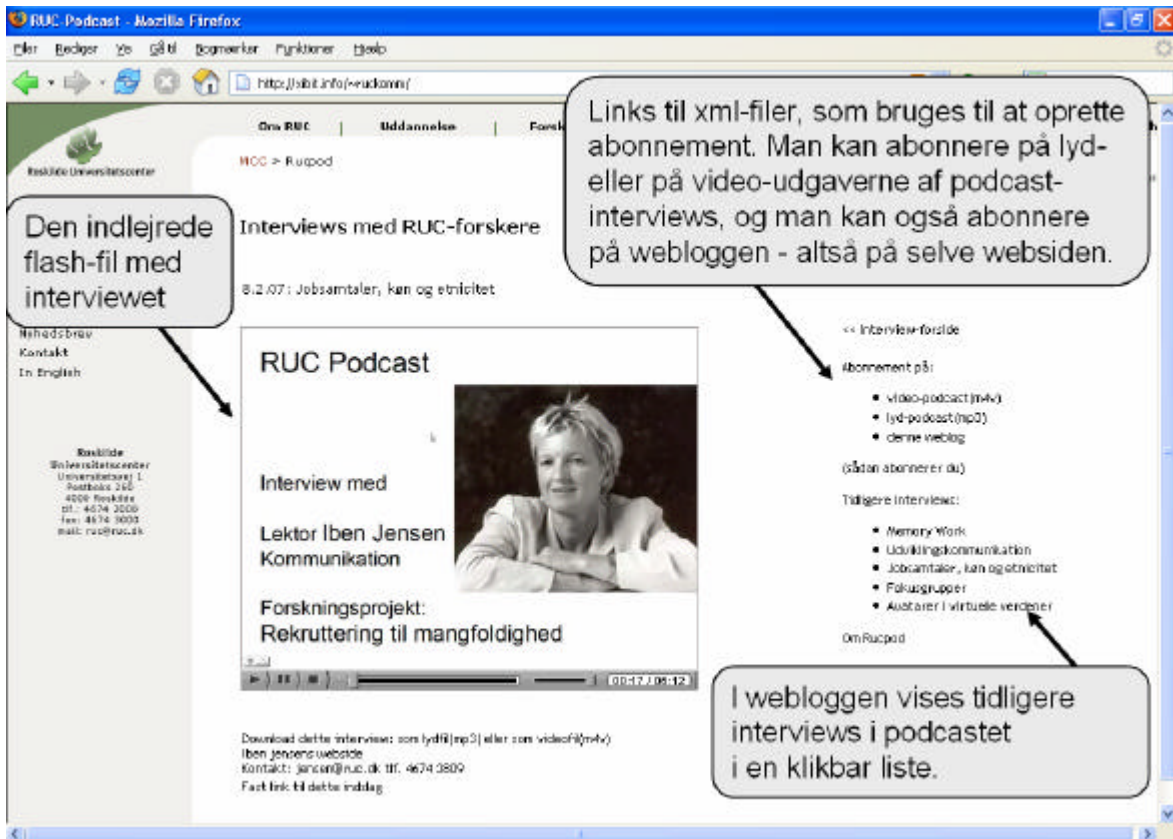 RUC-Podcast - Mozilla Firefox
Filer Rediger Vis Gå til Bogmærker Funktioner Hjælp
http://xibit.info/~ruckomm/
Om RUC | Uddannelse | Forsk
Roskilde Universitetscenter
MCG > Rucpod
Links til xml-filer, som bruges til at oprette
abonnement. Man kan abonnere på lyd-
eller på video-udgaverne af podcast-
interviews, og man kan også abonnere
på webloggen - altså på selve websiden.
Den indlejrede
flash-fil med
interviewet
Interviews med RUC-forskere
8.2.07: Jobsamtaler, køn og etnicitet
Nyhedsbrev
Kontakt
In English
Roskilde
Universitetscenter
Universitetsvej 1
Postboks 260
4000 Roskilde
tlf.: 4674 2000
fax: 4674 3000
mail: ruc@ruc.dk
RUC Podcast
Interview med
Lektor Iben Jensen
Kommunikation
Forskningsprojekt:
Rekruttering til mangfoldighed
00:17 / 06:12
<< Interview-forside
Abonnement på:
• video-podcast(m4v)
• lyd-podcast(mp3)
• denne weblog
(sådan abonnerer du)
Tidligere interviews:
• Memory Work
• Udviklingskommunikation
• Jobsamtaler, køn og etnicitet
• Fokusgrupper
• Avatarer i virtuelle verdener
Om Rucpod
I webloggen vises tidligere
interviews i podcastet
i en klikbar liste.
Download dette interview: som lydfil(mp3) eller som videofil(m4v)
Iben jensens webside
Kontakt: jensen@ruc.dk tlf. 4674 3809
Fast link til dette indlæg